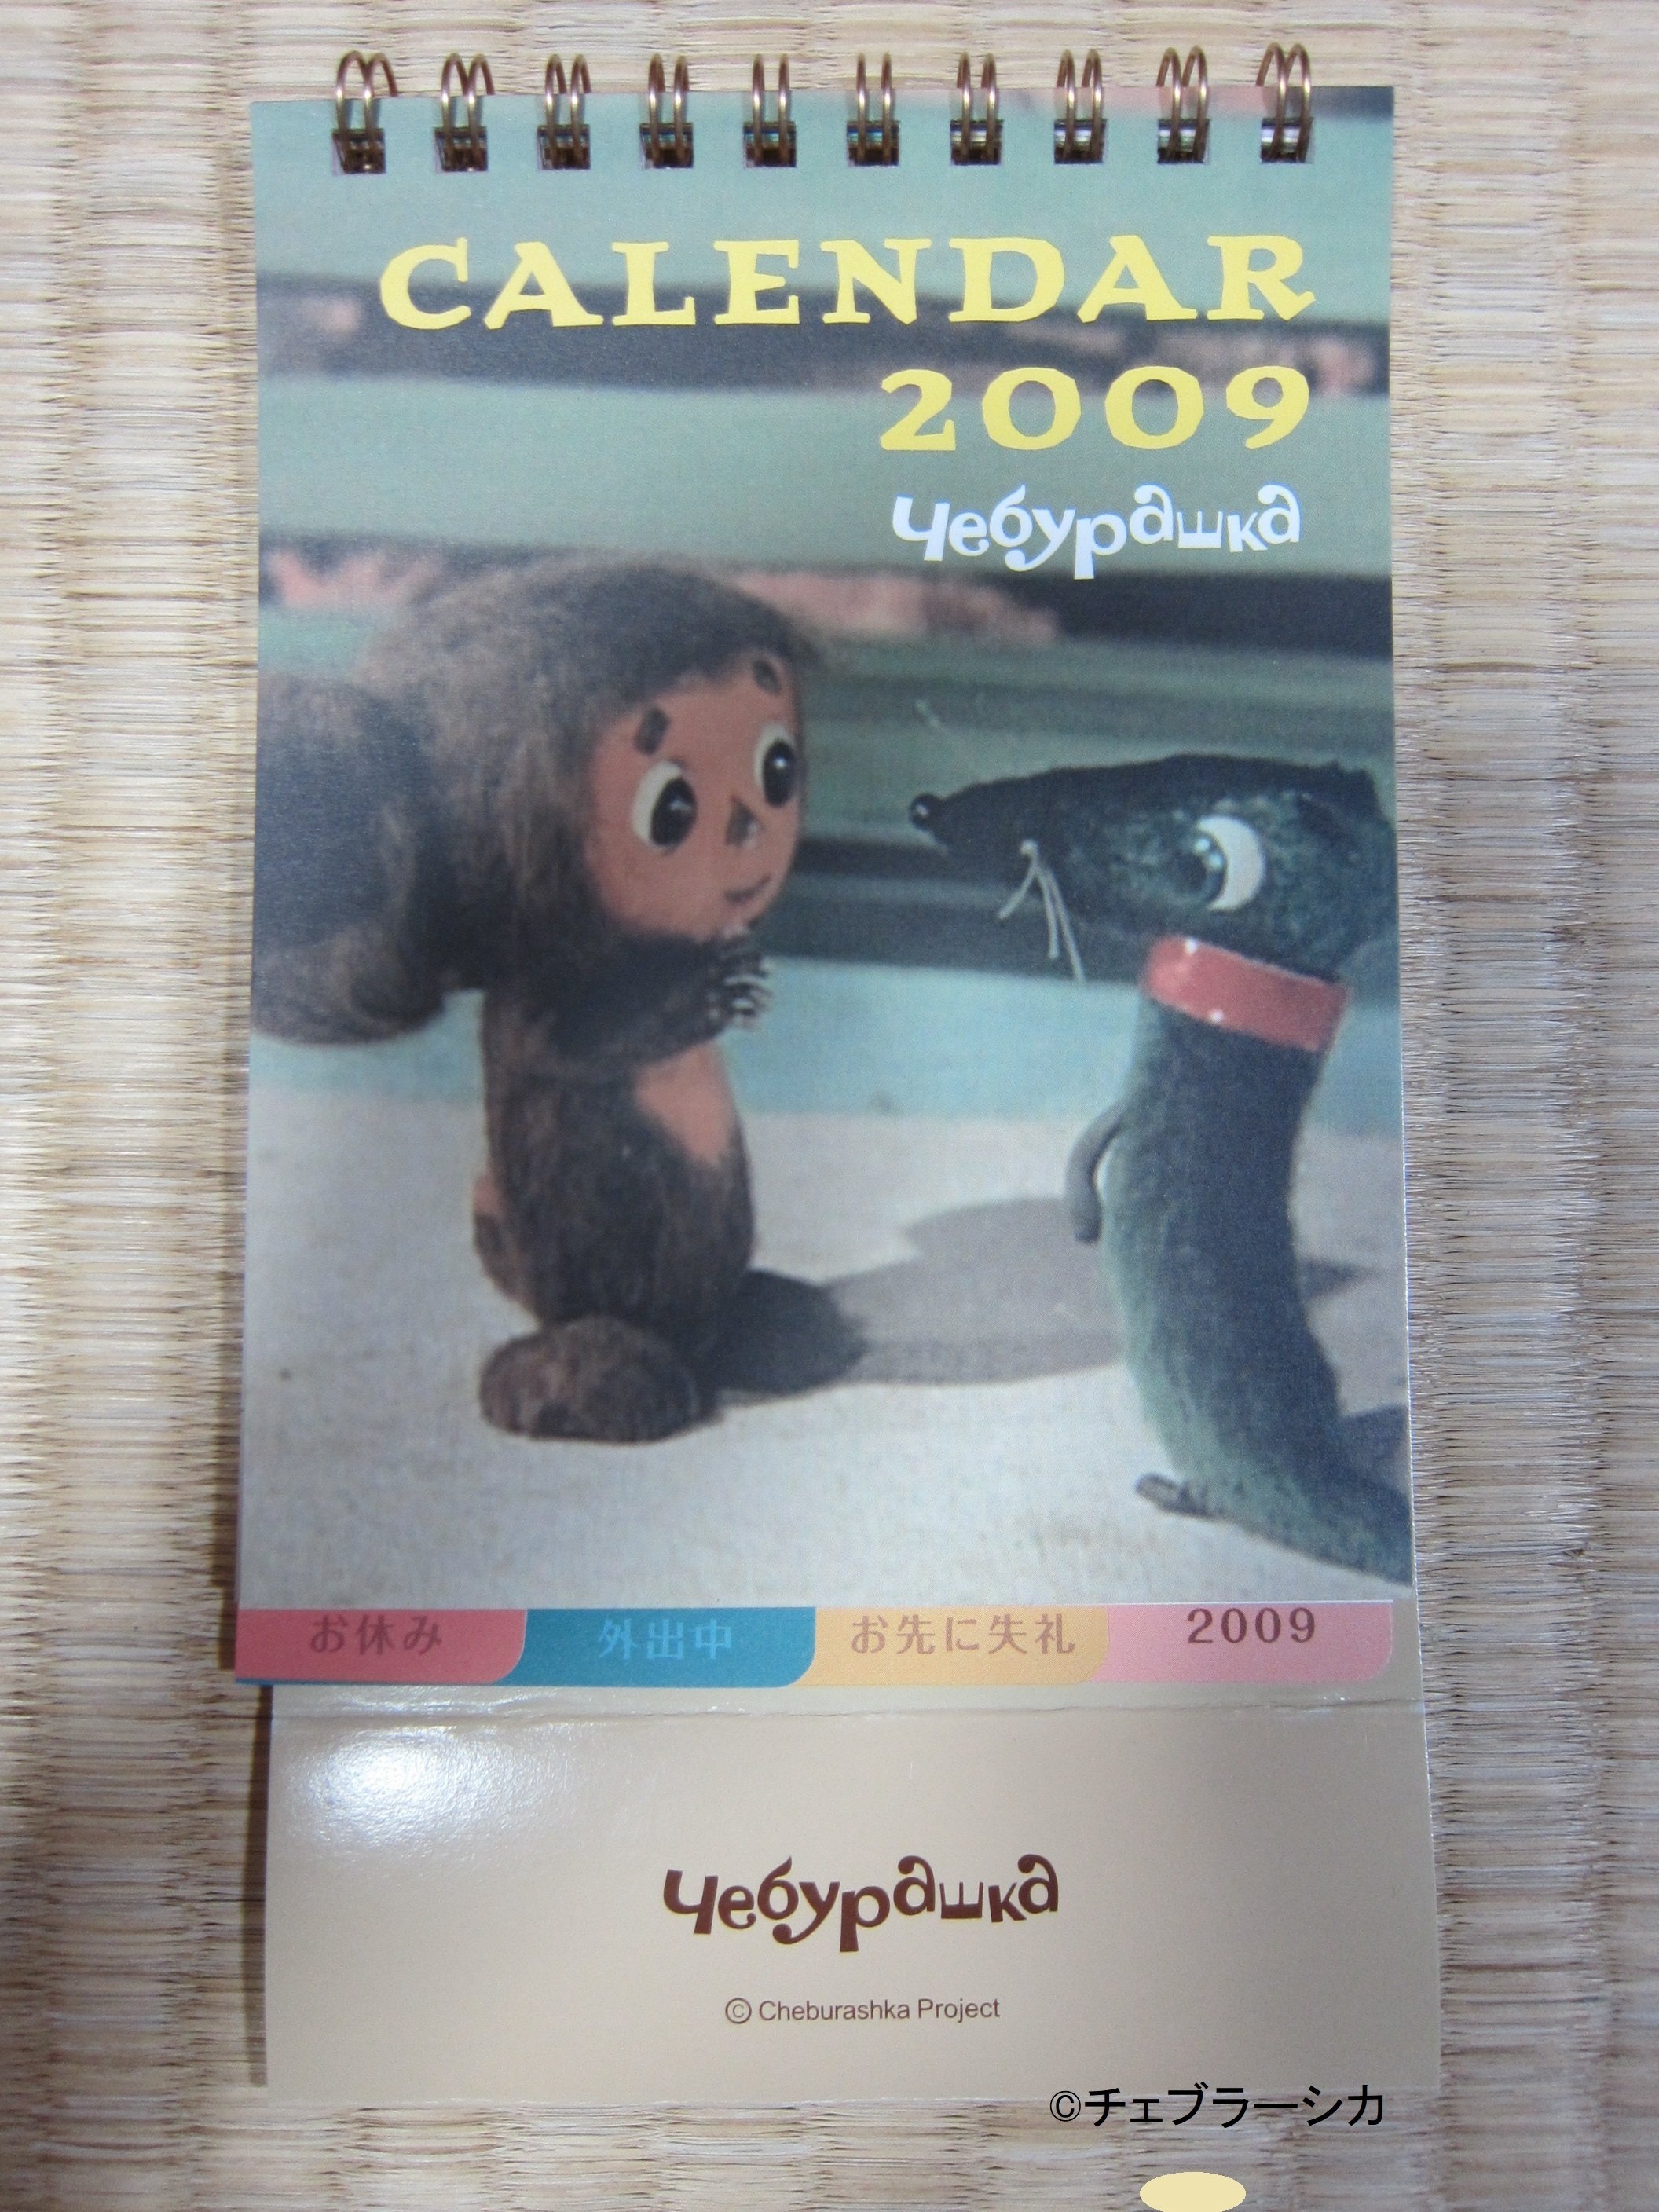 CALENDAR
2009
Чебурашка
お休み 外出中 お先に失礼 2009
Чебурашка
© Cheburashka Project
©チェブラーシカ